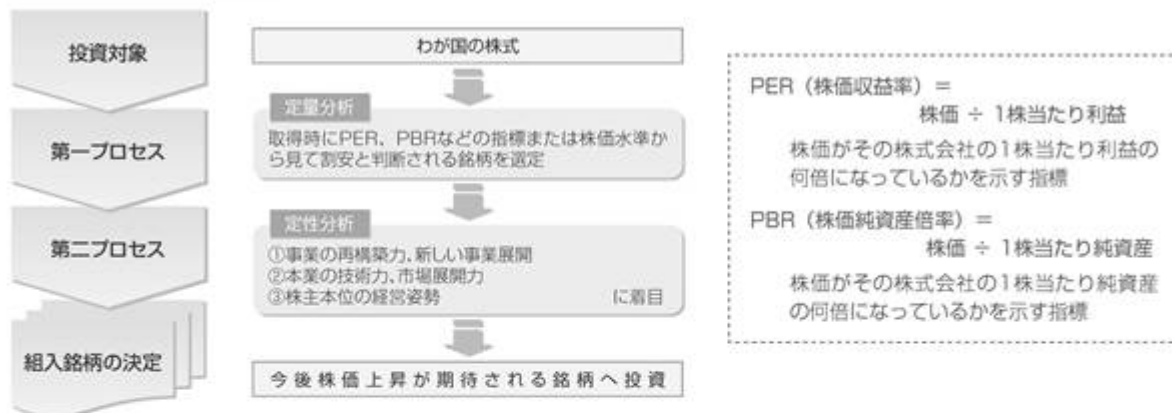 投資対象
第一プロセス
第二プロセス
組入銘柄の決定
わが国の株式
定量分析
取得時にPER、PBRなどの指標または株価水準か
ら見て割安と判断される銘柄を選定
定性分析
①事業の再構築力、新しい事業展開
②本業の技術力、市場展開力
③株主本位の経営姿勢 に着目
今後株価上昇が期待される銘柄へ投資
PER（株価収益率）＝
株価 ÷ 1株当たり利益
株価がその株式会社の1株当たり利益の
何倍になっているかを示す指標
PBR（株価純資産倍率）＝
株価 ÷ 1株当たり純資産
株価がその株式会社の1株当たり純資産
の何倍になっているかを示す指標